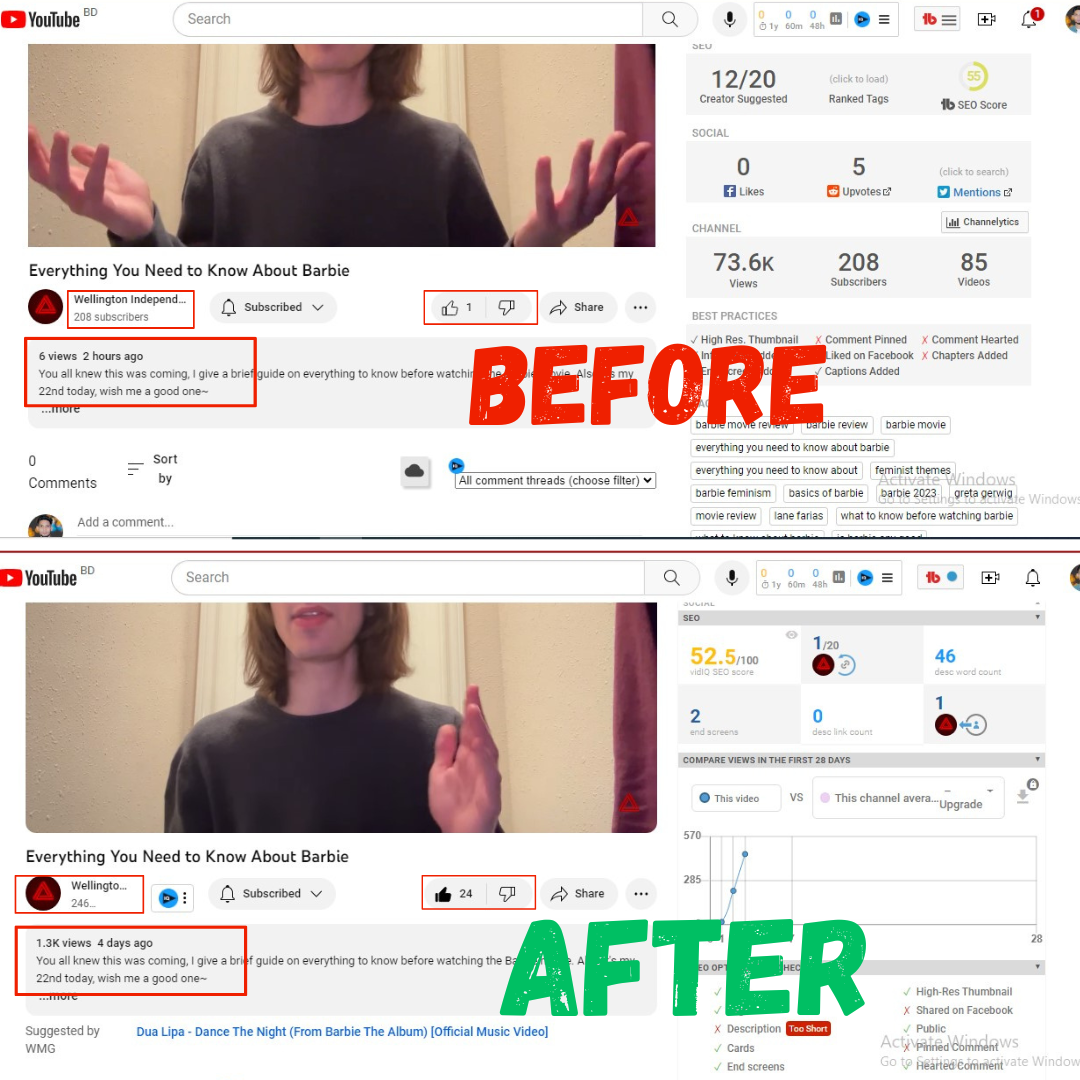 YouTube BD
Search
0 0 0
1y 60m 48h
1
SEO
12/20
Creator Suggested
(click to load)
Ranked Tags
55
SEO Score
SOCIAL
0
Likes
5
Upvotes
(click to search)
Mentions
Channelytics
CHANNEL
73.6K
Views
208
Subscribers
85
Videos
BEST PRACTICES
High Res. Thumbnail
Comment Pinned
Comment Hearted
Liked on Facebook
Chapters Added
Captions Added
Everything You Need to Know About Barbie
Wellington Independ...
208 subscribers
Subscribed
1
Share
6 views 2 hours ago
You all knew this was coming, I give a brief guide on everything to know before watching
22nd today, wish me a good one~
...more
BEFORE
barbie movie review
barbie review
barbie movie
everything you need to know about barbie
everything you need to know about
feminist themes
barbie feminism
basics of barbie
barbie 2023
greta gerwig
movie review
lane farias
what to know before watching barbie
what to know about barbie
is barbie any good
Activate Windows
Go to Settings to activate Windows
0
Comments
Sort
by
All comment threads (choose filter)
Add a comment...
YouTube BD
Search
0 0 0
1y 60m 48h
SOCIAL
SEO
52.5/100
vidIQ SEO score
1/20
46
desc word count
2
end screens
0
desc link count
1
COMPARE VIEWS IN THE FIRST 28 DAYS
This video
VS
This channel avera...
Upgrade
570
285
1
28
Everything You Need to Know About Barbie
Wellingto...
246...
Subscribed
24
Share
1.3K views 4 days ago
You all knew this was coming, I give a brief guide on everything to know before watching the
22nd today, wish me a good one~
...more
AFTER
High-Res Thumbnail
Shared on Facebook
Description Too Short
Public
Cards
Pinned Comment
End screens
Hearted Comment
Activate Windows
Go to Settings to activate Windows
Suggested by
WMG
Dua Lipa - Dance The Night (From Barbie The Album) [Official Music Video]